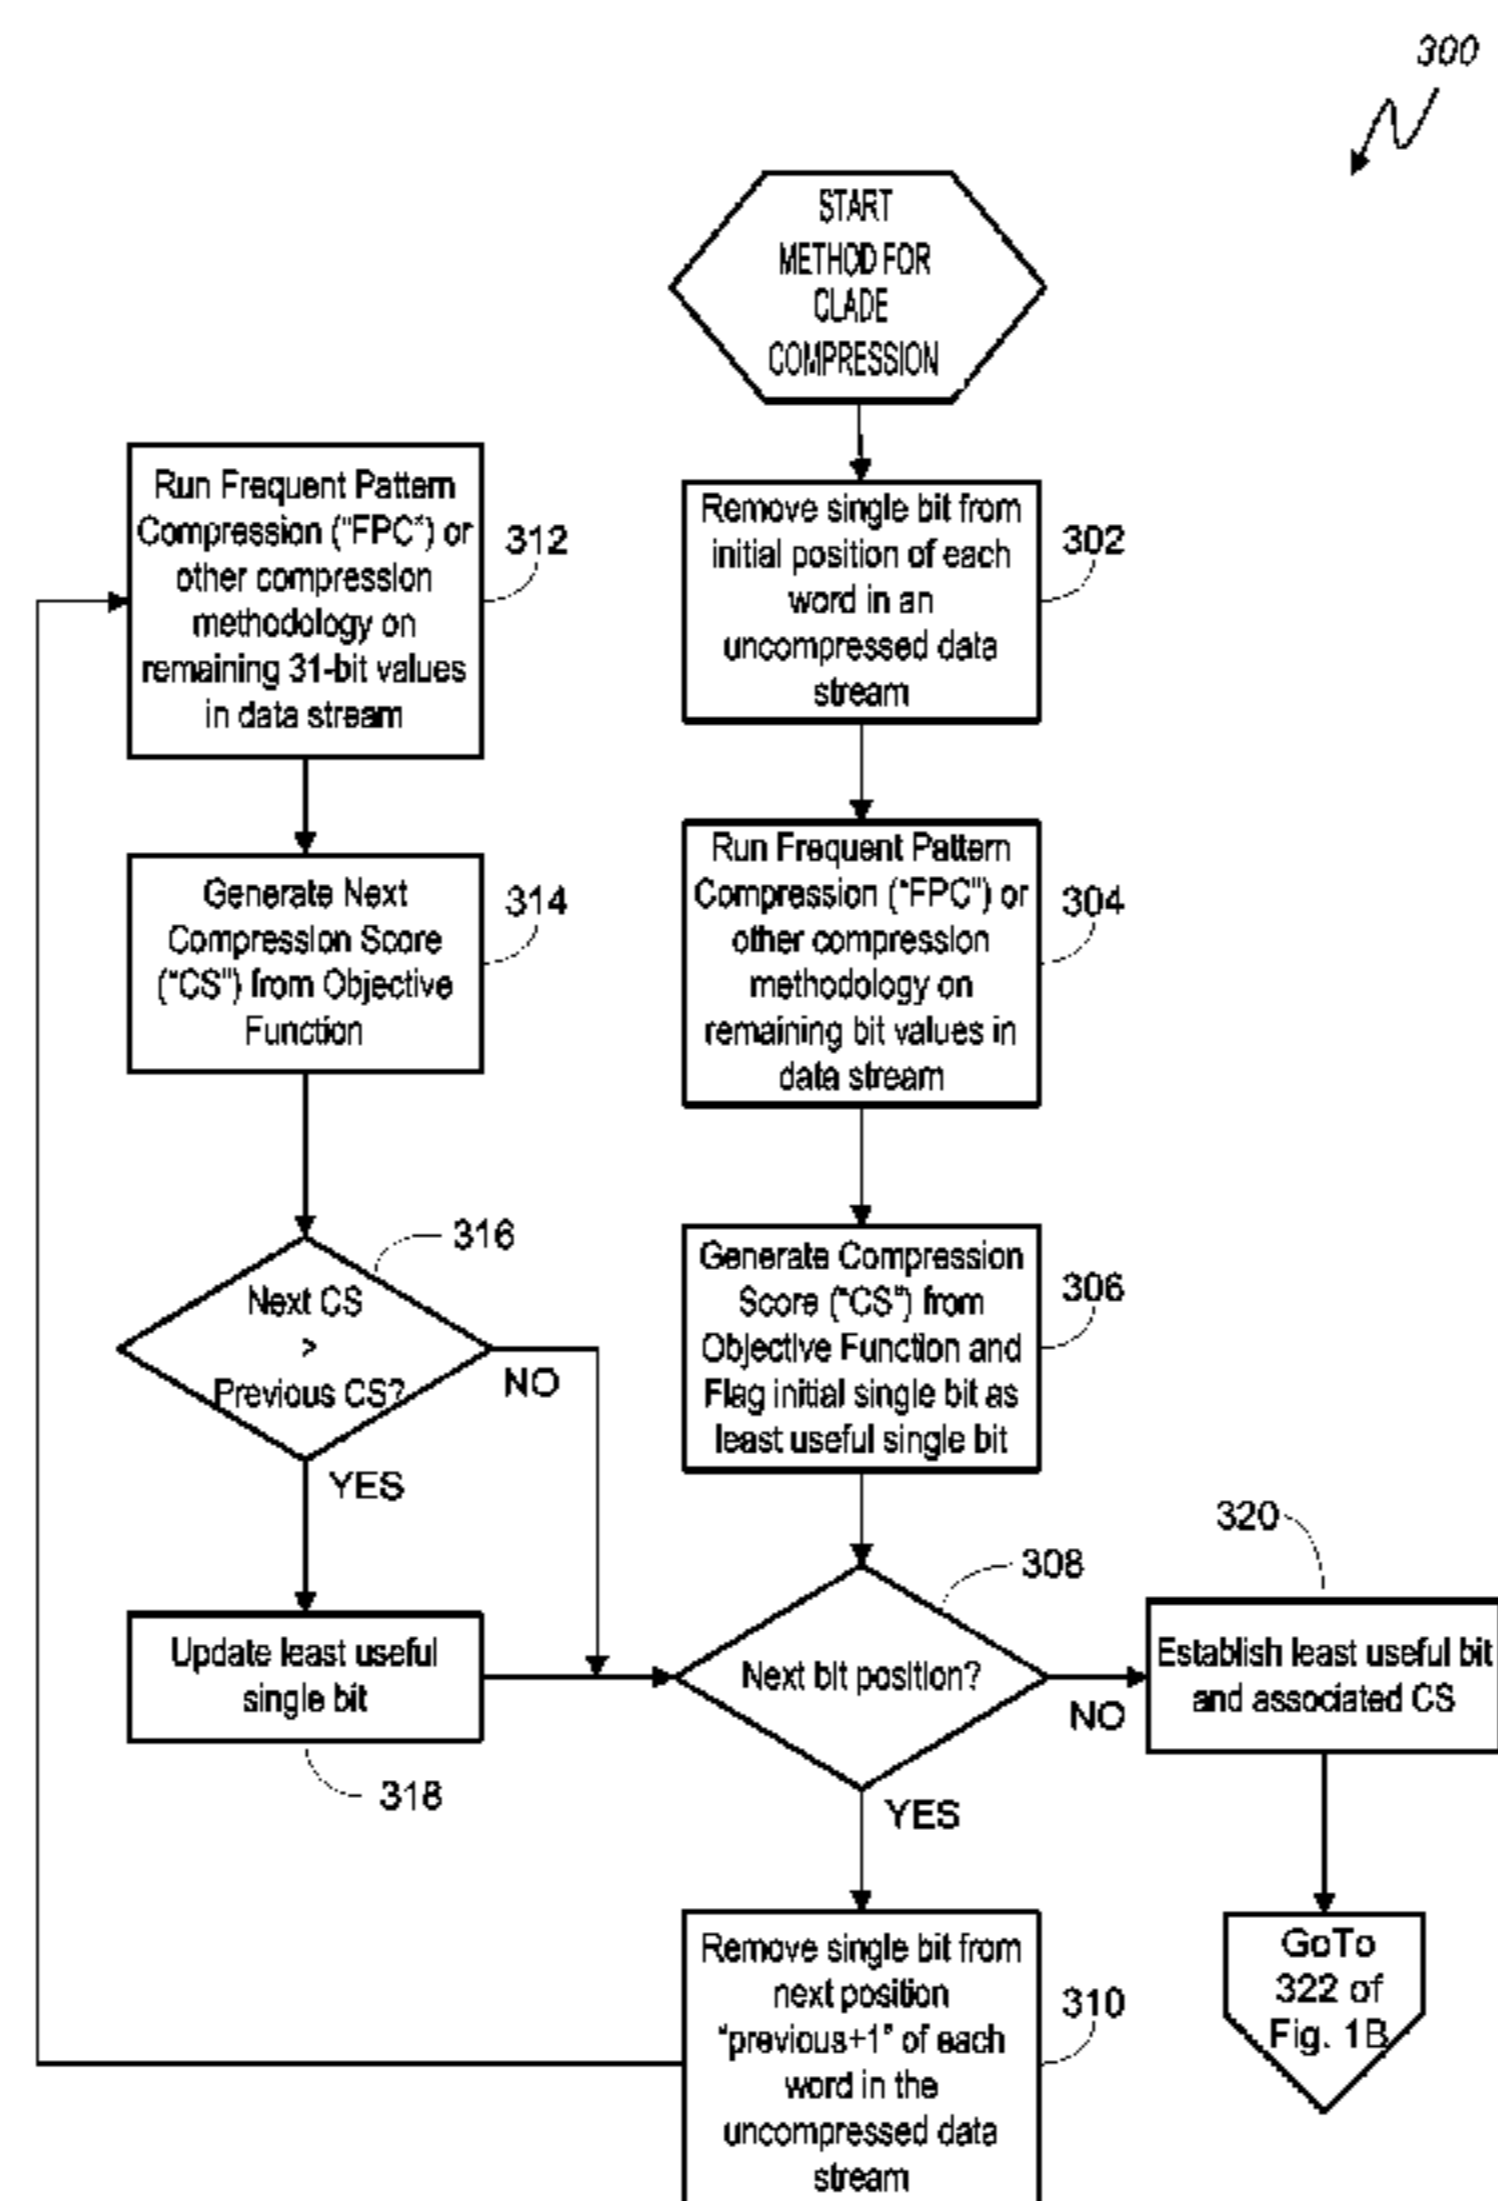 300
START
METHOD FOR
CLADE
COMPRESSION
Remove single bit from
initial position of each
word in an
uncompressed data
stream
302
Run Frequent Pattern
Compression ("FPC") or
other compression
methodology on
remaining bit values in
data stream
304
Generate Compression
Score ("CS") from
Objective Function and
Flag initial single bit as
least useful single bit
306
Next bit position?
308
NO
YES
Remove single bit from
next position
"previous+1" of each
word in the
uncompressed data
stream
310
Run Frequent Pattern
Compression ("FPC") or
other compression
methodology on
remaining 31-bit values
in data stream
312
Generate Next
Compression Score
("CS") from Objective
Function
314
Next CS
>
Previous CS?
316
NO
YES
Update least useful
single bit
318
320
Establish least useful bit
and associated CS
GoTo
322 of
Fig. 1B